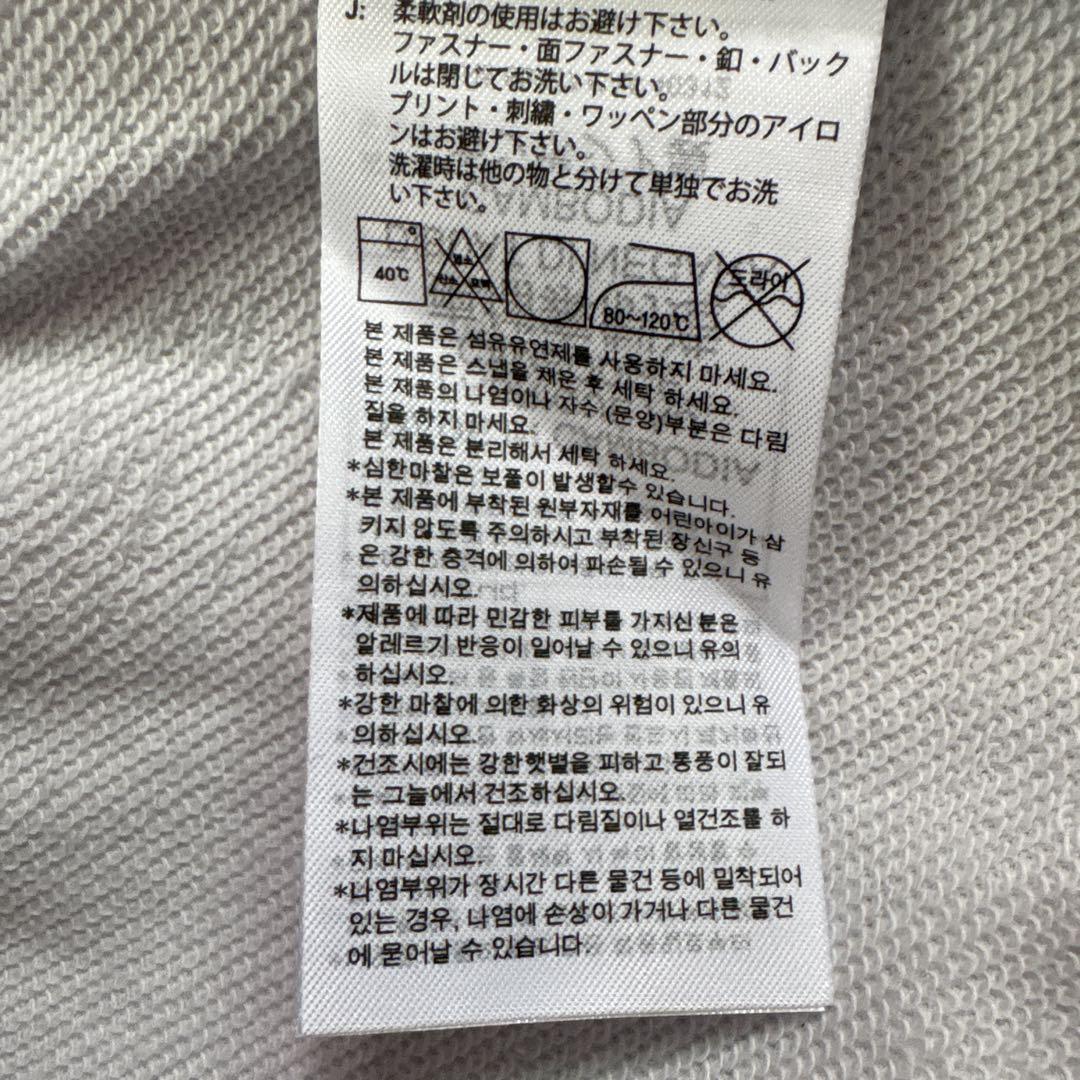 J: 柔軟剤の使用はお避け下さい。
ファスナー・面ファスナー・釦・バック
ルは閉じてお洗い下さい。
プリント・刺繍・ワッペン部分のアイロ
ンはお避け下さい。
洗濯時は他の物と分けて単独でお洗
い下さい。
40℃ 80~120℃ 드라이
본 제품은 섬유유연제를 사용하지 마세요.
본 제품은 스냅을 채운 후 세탁 하세요.
본 제품의 나염이나 자수 (문양)부분은 다림
질을 하지 마세요.
본 제품은 분리해서 세탁 하세요.
*심한마찰은 보풀이 발생할수 있습니다.
*본 제품에 부착된 원부자재를 어린아이가 삼
키지 않도록 주의하시고 부착된 장신구 등
은 강한 충격에 의하여 파손될 수 있으니 유
의하십시오.
*제품에 따라 민감한 피부를 가지신 분은
알레르기 반응이 일어날 수 있으니 유의
하십시오.
*강한 마찰에 의한 화상의 위험이 있으니 유
의하십시오.
*건조시에는 강한햇볕을 피하고 통풍이 잘되
는 그늘에서 건조하십시오.
*나염부위는 절대로 다림질이나 열건조를 하
지 마십시오.
*나염부위가 장시간 다른 물건 등에 밀착되어
있는 경우, 나염에 손상이 가거나 다른 물건
에 묻어날 수 있습니다.